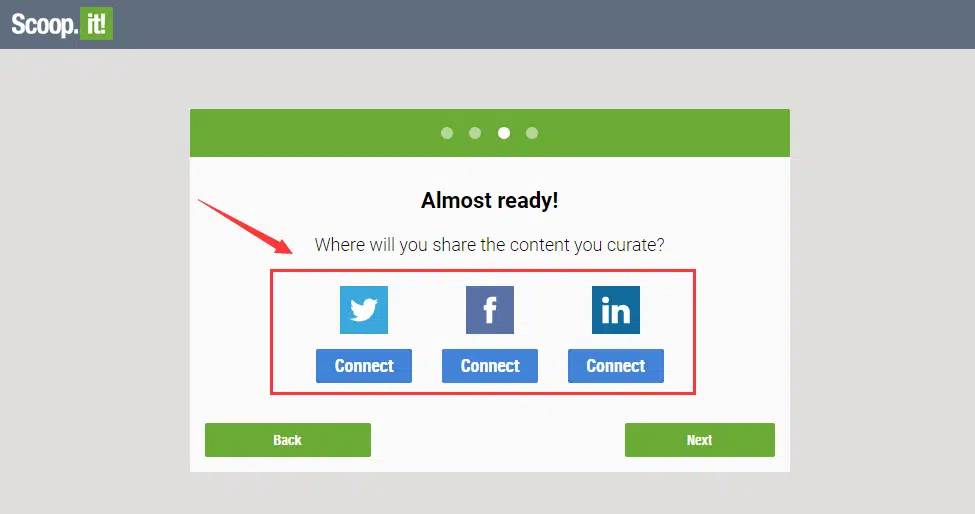 Scoop.it!
Almost ready!
Where will you share the content you curate?
f in
Connect Connect Connect
Back Next